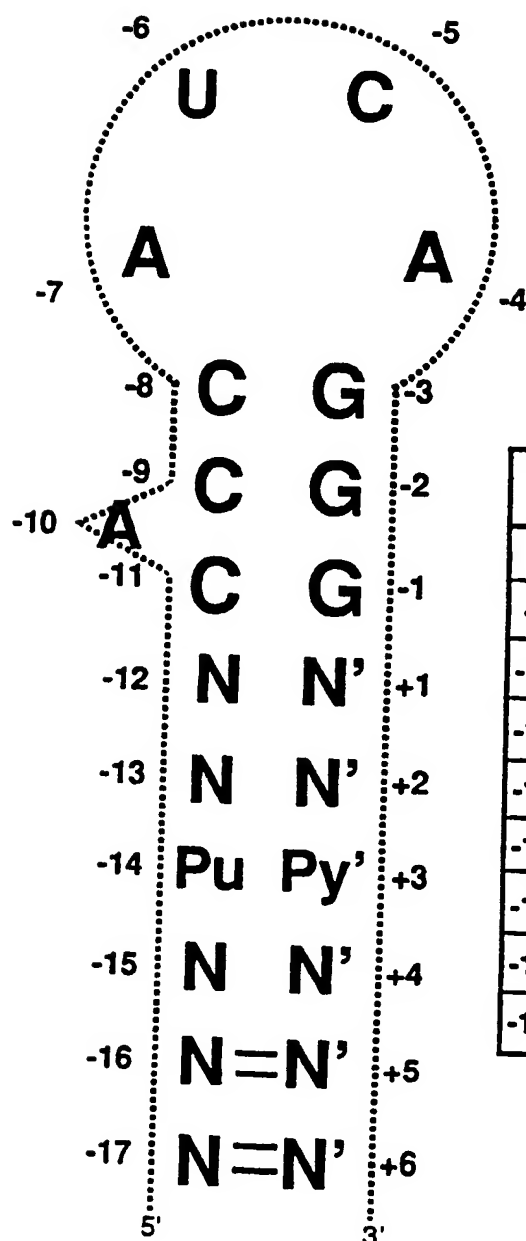 -6 -5
U C
A A
-7 -4
-8 C G -3
-9 C G -2
-10 A
-11 C G -1
-12 N N’ +1
-13 N N’ +2
-14 Pu Py’ +3
-15 N N’ +4
-16 N N’ +5
-17 N N’ +6
5' 3'